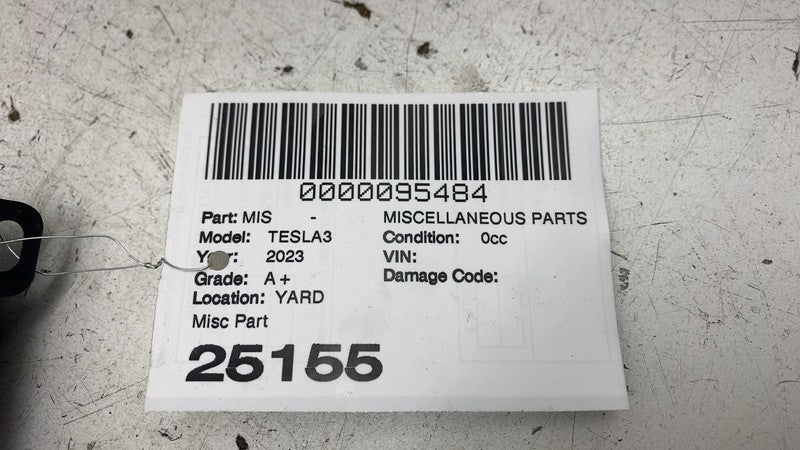 0000095484
Part: MIS - MISCELLANEOUS PARTS
Model: TESLA3 Condition: 0cc
2023 VIN:
Grade: A+ Damage Code:
Location: YARD
Misc Part
25155